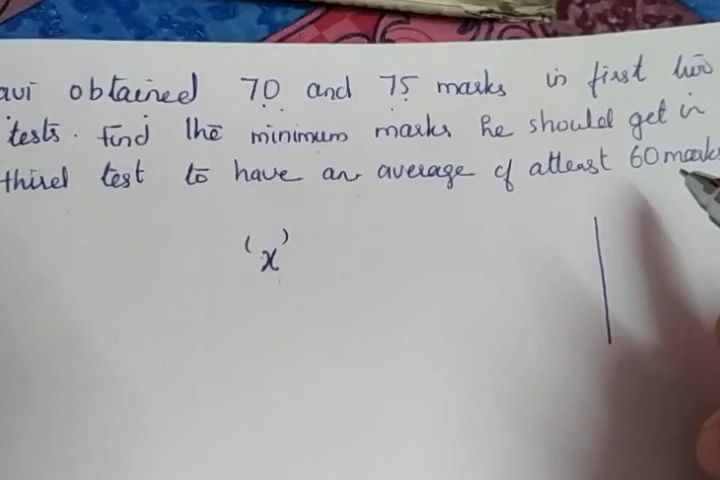 avi obtained 70 and 75 marks in first two
tests. Find the minimum marks he should get in
third test to have an average of atleast 60 marks
'x'